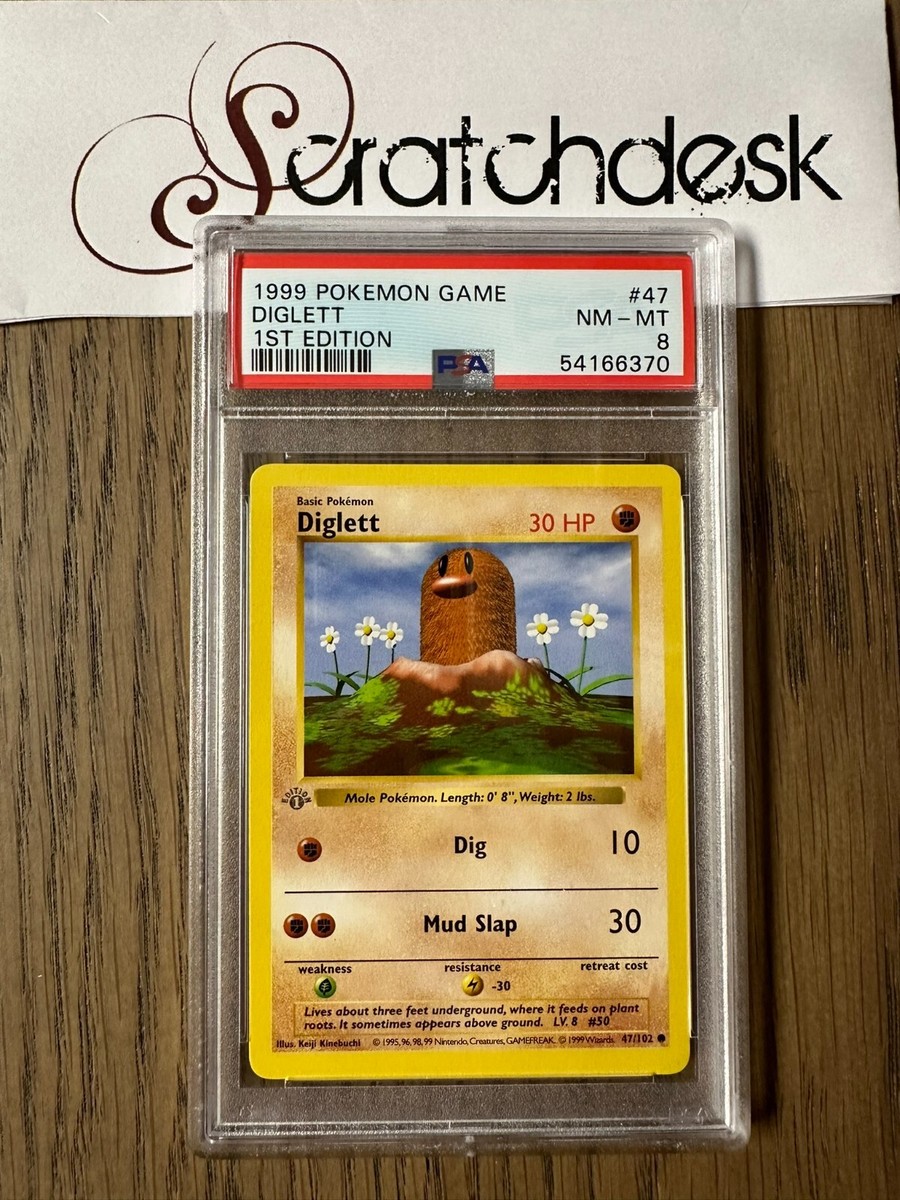 Scratchdesk
1999 POKEMON GAME #47
DIGLETT NM - MT
1ST EDITION 8
PSA 54166370
Basic Pokémon
Diglett 30 HP
EDITION 1
Mole Pokémon. Length: 0' 8", Weight: 2 lbs.
Dig 10
Mud Slap 30
weakness resistance retreat cost
-30
Lives about three feet underground, where it feeds on plant
roots. It sometimes appears above ground. LV. 8 #50
Illus. Keiji Kinebuchi © 1995, 96, 98, 99 Nintendo, Creatures, GAMEFREAK. © 1999 Wizards. 47/102